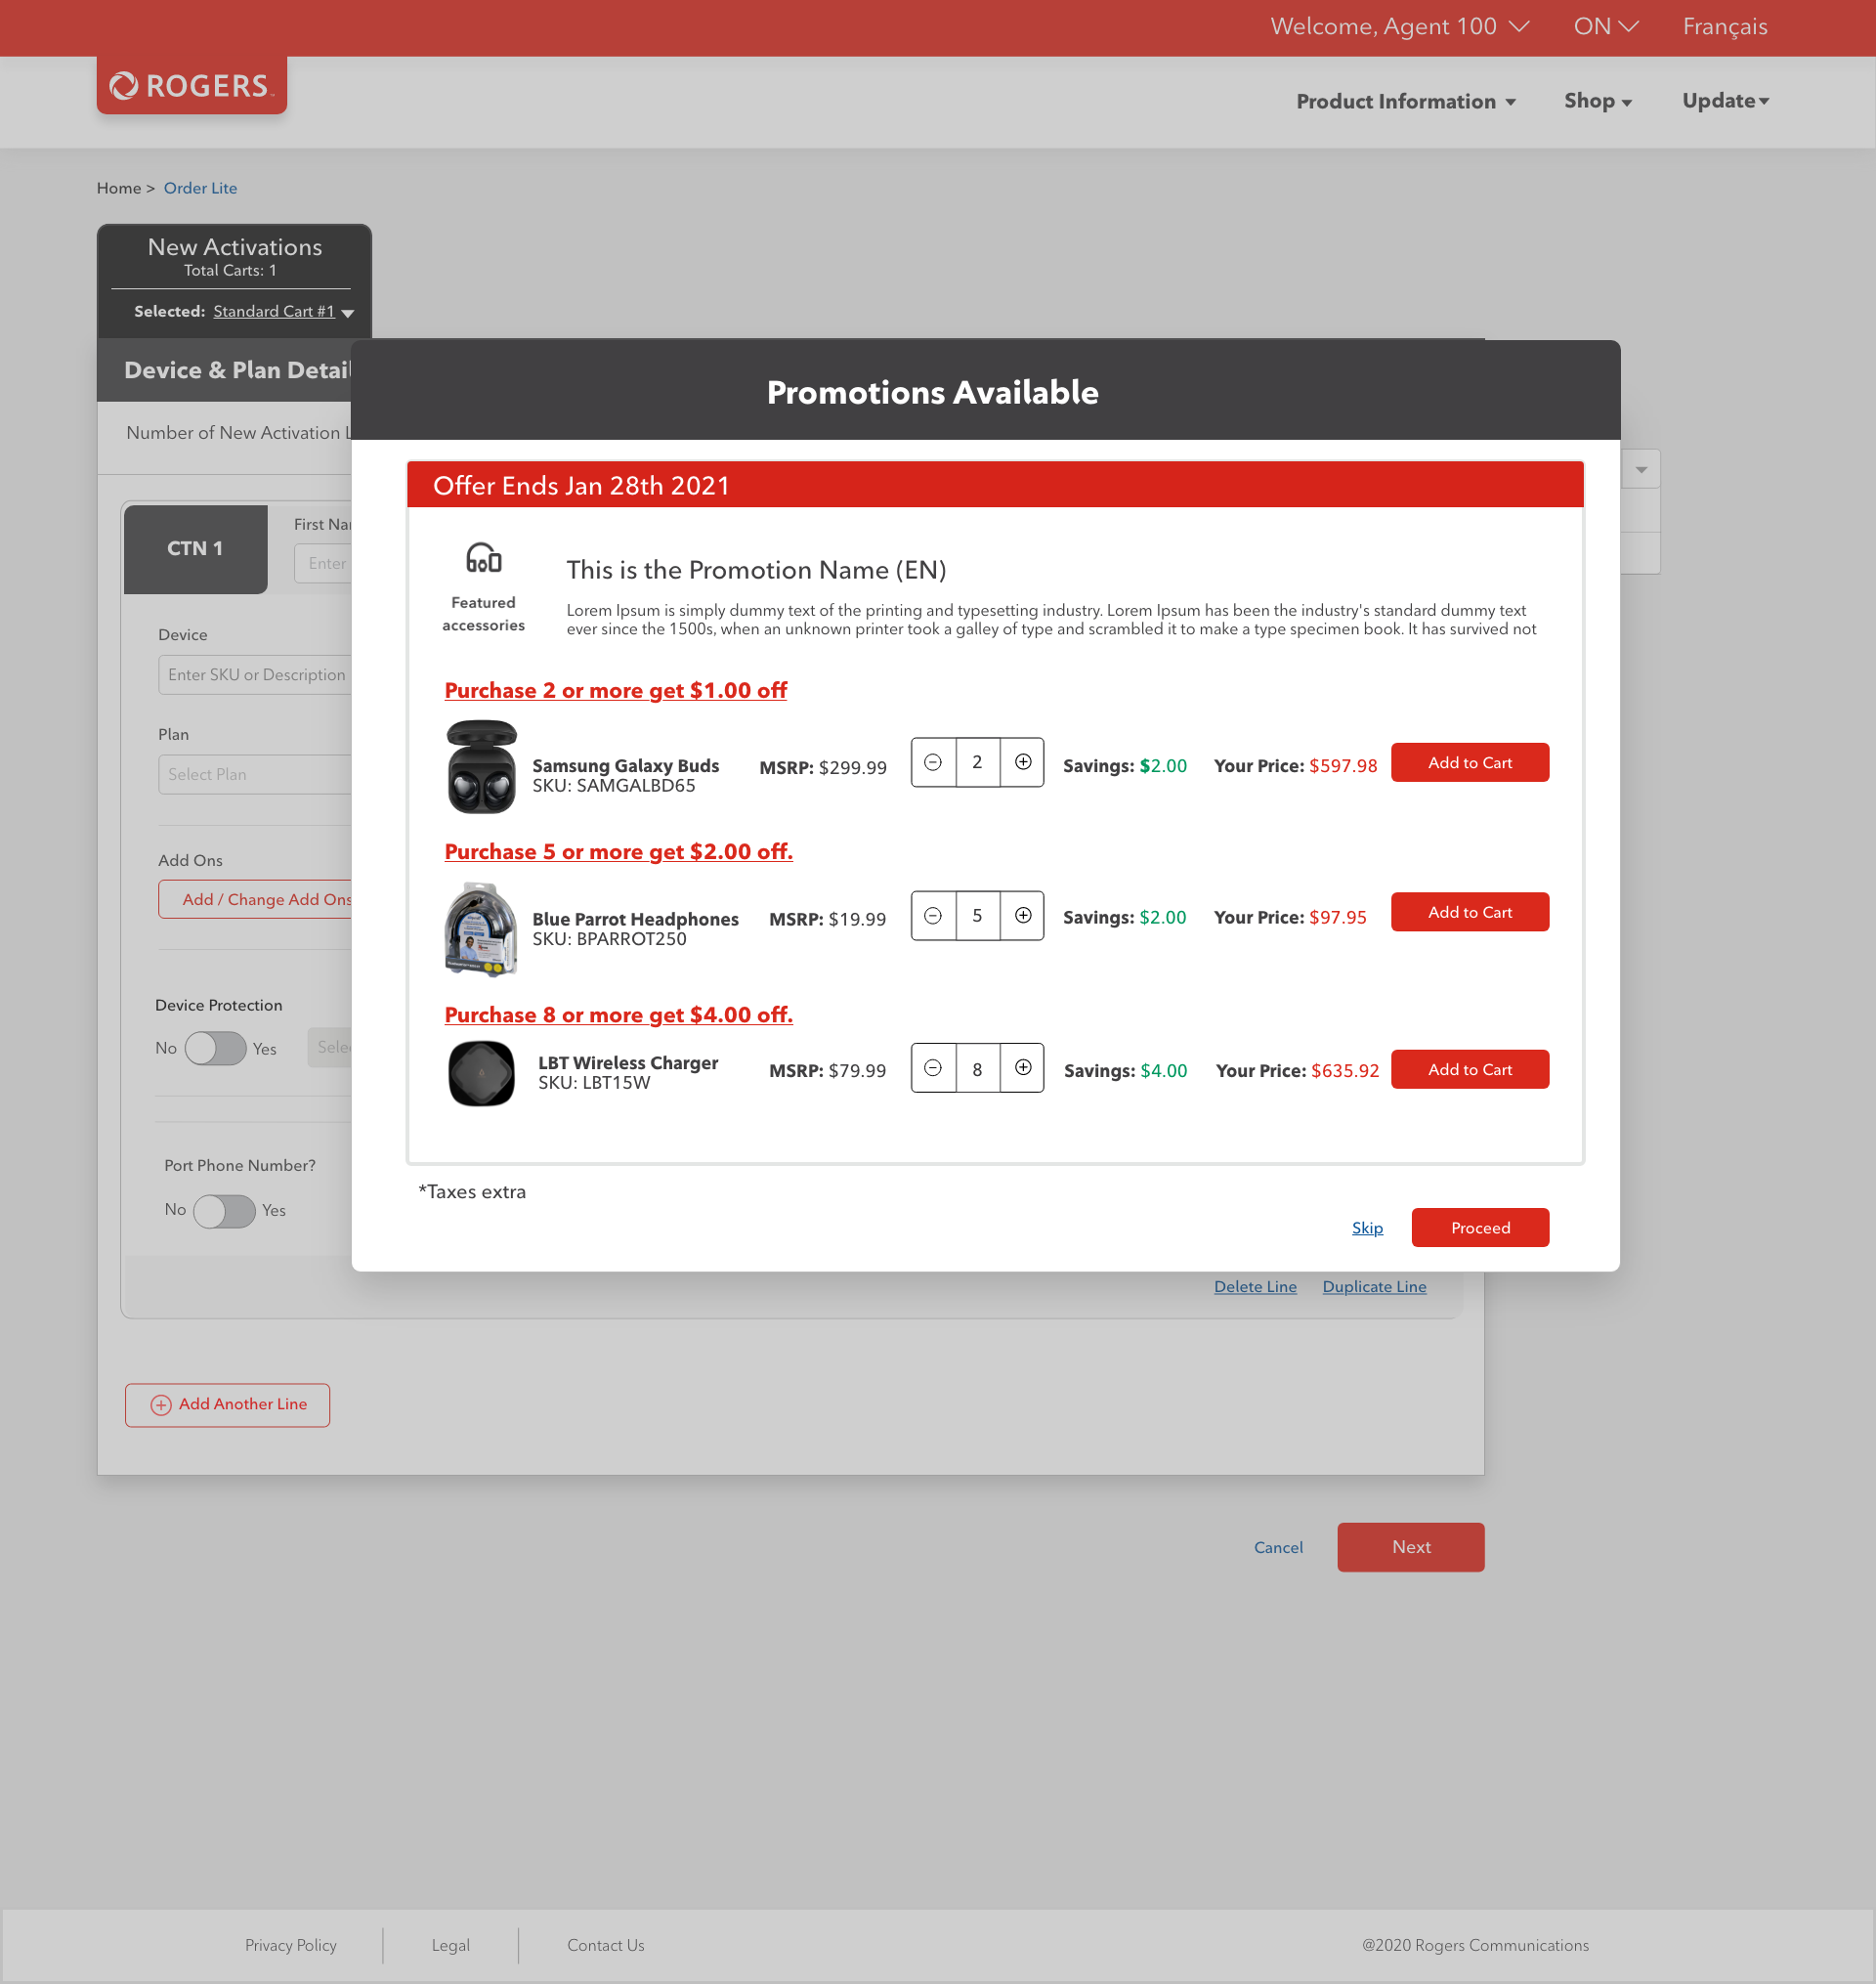 Welcome, Agent 100
ON
Français
ROGERS
Product Information
Shop
Update
Home > Order Lite
New Activations
Total Carts: 1
Selected: Standard Cart #1
Device & Plan Detail
Promotions Available
Number of New Activation L
Offer Ends Jan 28th 2021
CTN 1
First Nar
Enter
Featured
accessories
This is the Promotion Name (EN)
Lorem Ipsum is simply dummy text of the printing and typesetting industry. Lorem Ipsum has been the industry's standard dummy text
ever since the 1500s, when an unknown printer took a galley of type and scrambled it to make a type specimen book. It has survived not
Device
Enter SKU or Description
Plan
Select Plan
Add Ons
Add / Change Add Ons
Device Protection
No
Yes
Sele
Port Phone Number?
No
Yes
Purchase 2 or more get $1.00 off
Samsung Galaxy Buds
SKU: SAMGALBD65
MSRP: $299.99
2
Savings: $2.00
Your Price: $597.98
Add to Cart
Purchase 5 or more get $2.00 off.
Blue Parrot Headphones
SKU: BPARROT250
MSRP: $19.99
5
Savings: $2.00
Your Price: $97.95
Add to Cart
Purchase 8 or more get $4.00 off.
LBT Wireless Charger
SKU: LBT15W
MSRP: $79.99
8
Savings: $4.00
Your Price: $635.92
Add to Cart
*Taxes extra
Skip
Proceed
Delete Line
Duplicate Line
Add Another Line
Cancel
Next
Privacy Policy
Legal
Contact Us
@2020 Rogers Communications